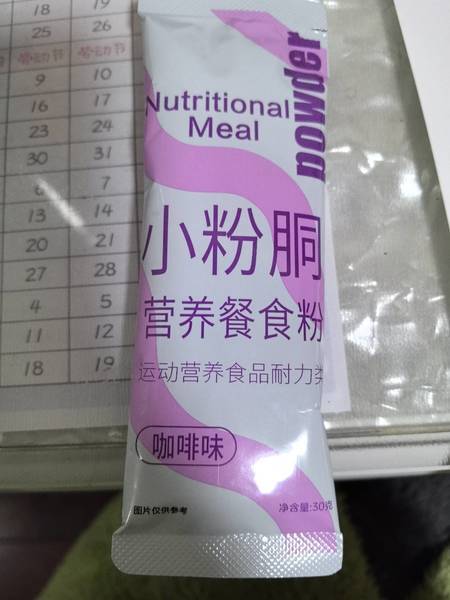 18 19
25 26
劳动节 劳动节
9 10
16 17
23 24
30 31
6 7
13 14
20 21
27 28
4 5
11 12
18 19
Nutritional
Meal
powder
小粉胴
营养餐食粉
运动营养食品耐力类
咖啡味
图片仅供参考
净含量:30克